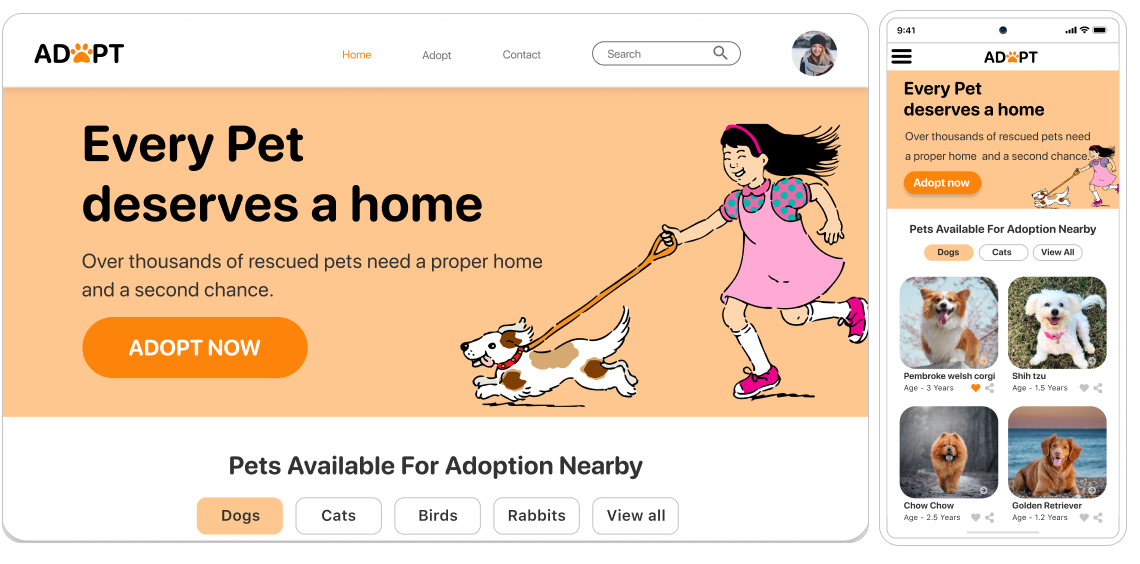 ADOPT
Home
Adopt
Contact
Search
Every Pet
deserves a home
Over thousands of rescued pets need a proper home
and a second chance.
ADOPT NOW
Pets Available For Adoption Nearby
Dogs
Cats
Birds
Rabbits
View all
9:41
ADOPT
Every Pet
deserves a home
Over thousands of rescued pets need
a proper home and a second chance.
Adopt now
Pets Available For Adoption Nearby
Dogs
Cats
View All
Pembroke welsh corgi
Age - 3 Years
Shih tzu
Age - 1.5 Years
Chow Chow
Age - 2.5 Years
Golden Retriever
Age - 1.2 Years